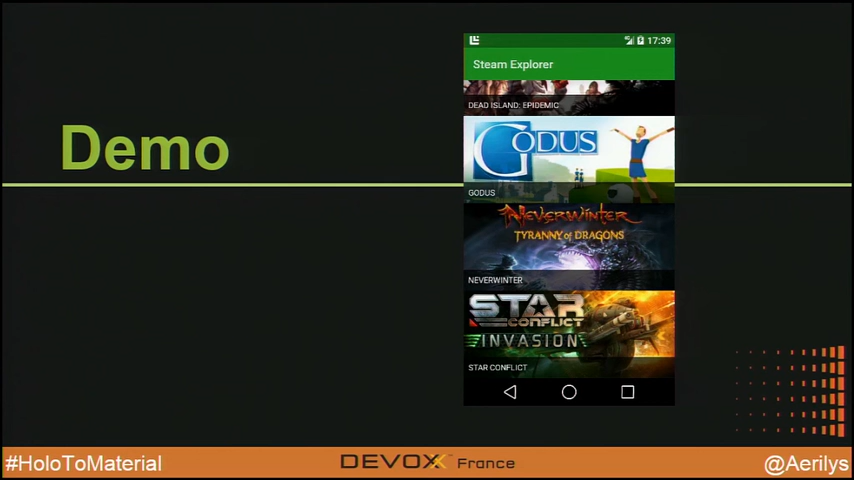 Demo
17:39
Steam Explorer
DEAD ISLAND: EPIDEMIC
GODUS
GODUS
NEVERWINTER
TYRANNY of DRAGONS
NEVERWINTER
STAR
CONFLICT
INVASION
STAR CONFLICT
#HoloToMaterial
DEVOXX™ France
@Aerilys